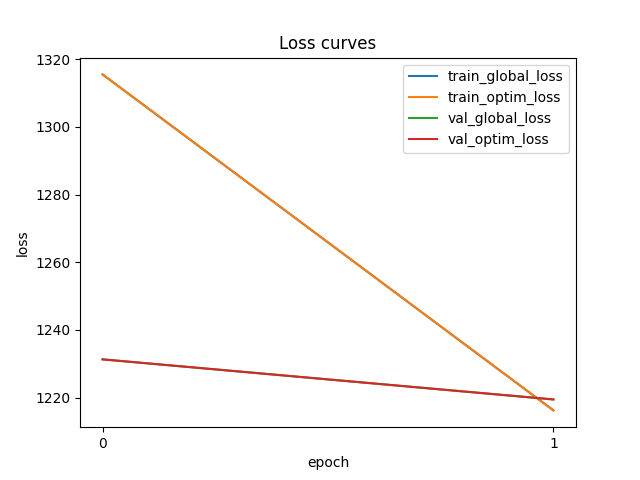 Loss curves
train_global_loss
train_optim_loss
val_global_loss
val_optim_loss
loss
1320
1300
1280
1260
1240
1220
0
1
epoch